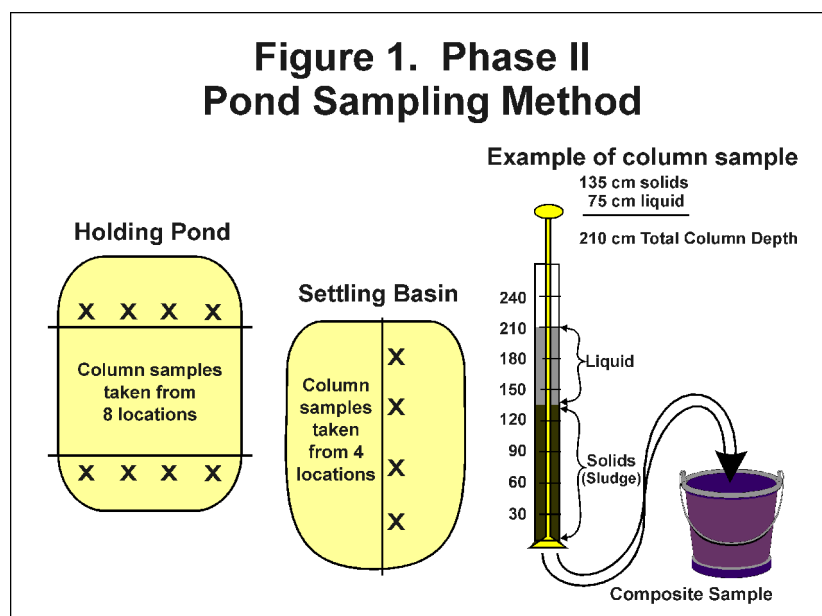 Figure 1. Phase II
Pond Sampling Method
Holding Pond
X X X X
Column samples
taken from
8 locations
X X X X
Settling Basin
X
X
X
X
Column
samples
taken
from 4
locations
Example of column sample
135 cm solids
75 cm liquid
210 cm Total Column Depth
240
210
180
150
120
90
60
30
Liquid
Solids
(Sludge)
Composite Sample